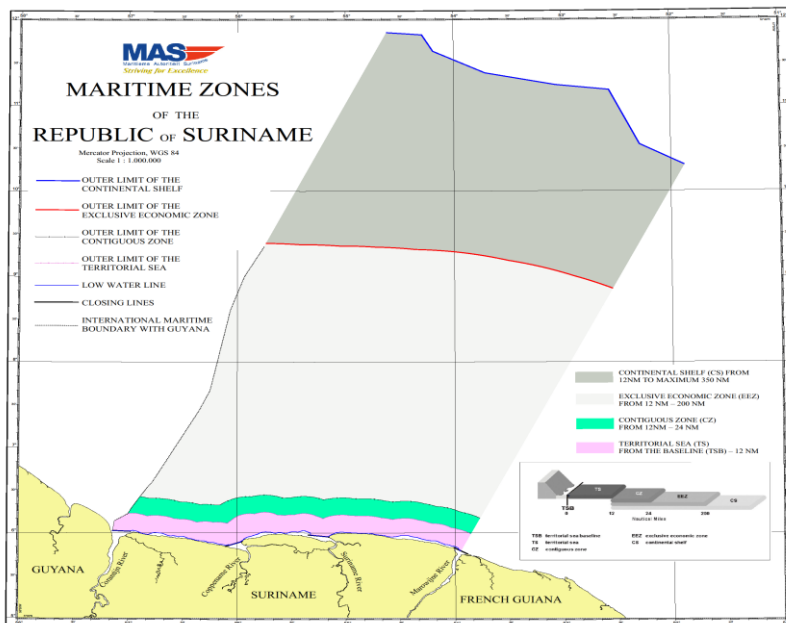 MAS
Maritieme Autoriteit Suriname
Striving for Excellence
MARITIME ZONES
OF THE
REPUBLIC OF SURINAME
Mercator Projection, WGS 84
Scale 1 : 1.000.000
OUTER LIMIT OF THE
CONTINENTAL SHELF
OUTER LIMIT OF THE
EXCLUSIVE ECONOMIC ZONE
OUTER LIMIT OF THE
CONTIGUOUS ZONE
OUTER LIMIT OF THE
TERRITORIAL SEA
LOW WATER LINE
CLOSING LINES
INTERNATIONAL MARITIME
BOUNDARY WITH GUYANA
CONTINENTAL SHELF (CS) FROM
12NM TO MAXIMUM 350 NM
EXCLUSIVE ECONOMIC ZONE (EEZ)
FROM 12 NM – 200 NM
CONTIGUOUS ZONE (CZ)
FROM 12NM – 24 NM
TERRITORIAL SEA (TS)
FROM THE BASELINE (TSB) – 12 NM
TS
CZ
EEZ
CS
TSB
0 12 24 200
Nautical Miles
TSB territorial sea baseline
EEZ exclusive economic zone
TS territorial sea
CS continental shelf
CZ contiguous zone
GUYANA
Corantijn River
Coppename River
SURINAME
Suriname River
Marowijne River
FRENCH GUIANA